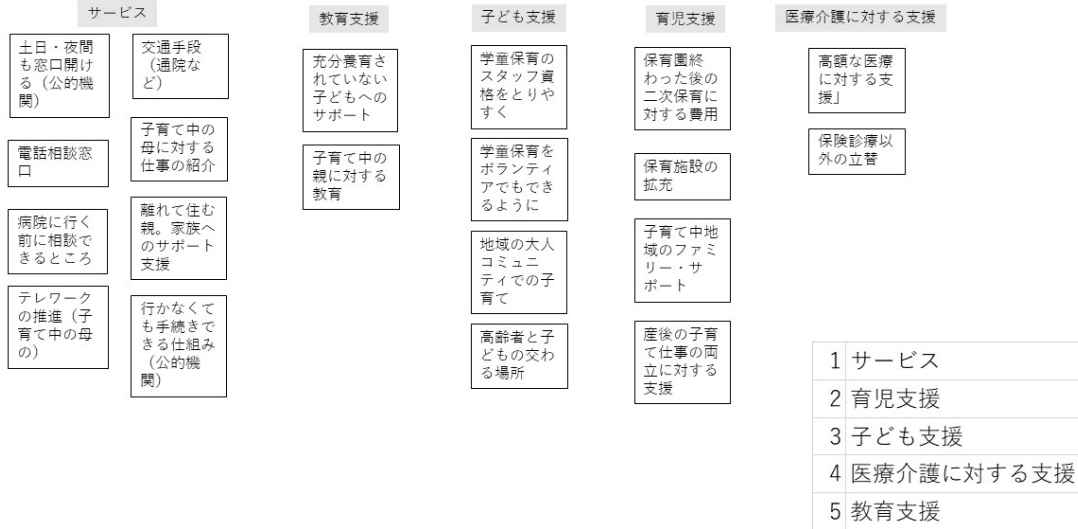 サービス
土日・夜間
も窓口開け
る（公的機
関）
電話相談窓
口
病院に行く
前に相談で
きるところ
テレワーク
の推進（子
育て中の母
の）
交通手段
（通院な
ど）
子育て中の
母に対する
仕事の紹介
離れて住む
親。家族へ
のサポート
支援
行かなくて
も手続きで
きる仕組み
（公的機
関）
教育支援
充分養育さ
れていない
子どもへの
サポート
子育て中の
親に対する
教育
子ども支援
学童保育の
スタッフ資
格をとりや
すく
学童保育を
ボランティ
アでもでき
るように
地域の大人
コミュニ
ティでの子
育て
高齢者と子
どもの交わ
る場所
育児支援
保育園終
わった後の
二次保育に
対する費用
保育施設の
拡充
子育て中地
域のファミ
リー・サ
ポート
産後の子育
て仕事の両
立に対する
支援
医療介護に対する支援
高額な医療
に対する支
援」
保険診療以
外の立替
1 サービス
2 育児支援
3 子ども支援
4 医療介護に対する支援
5 教育支援